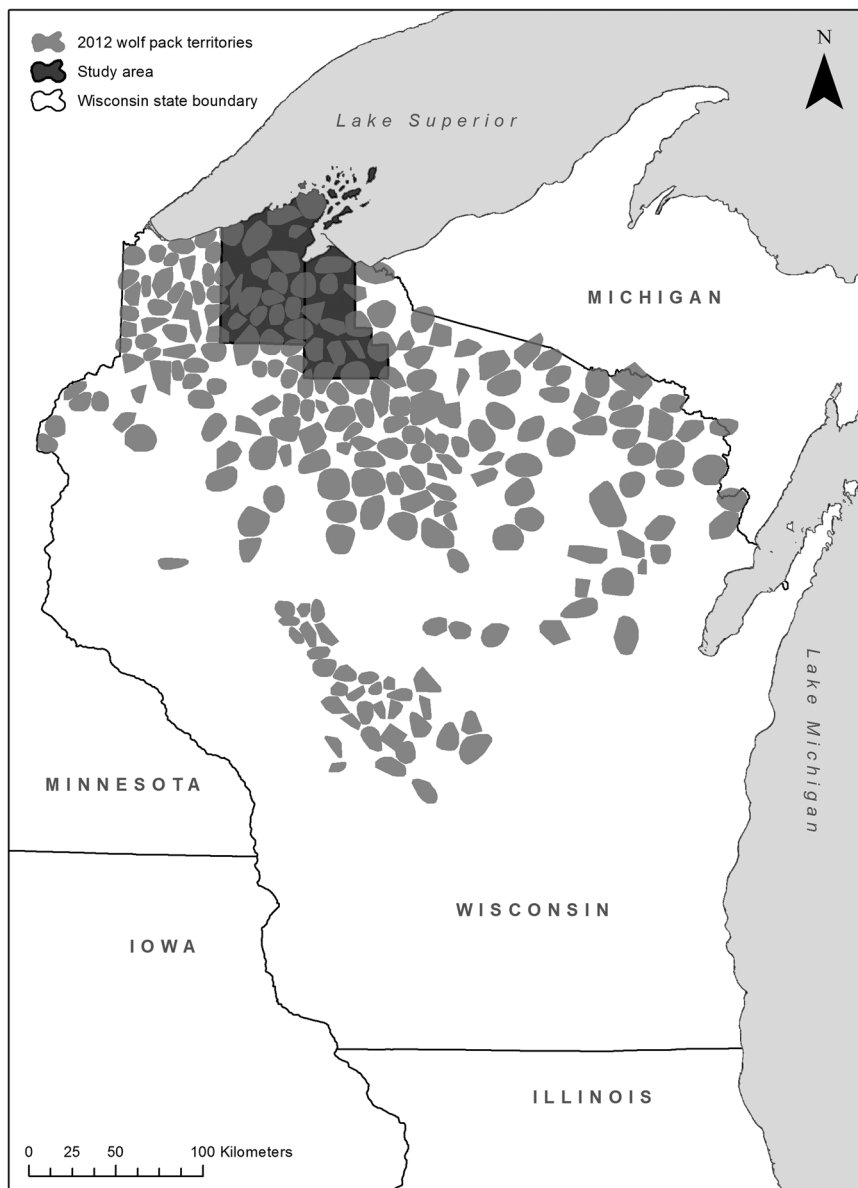 2012 wolf pack territories
Study area
Wisconsin state boundary
N
Lake Superior
MICHIGAN
Lake Michigan
MINNESOTA
WISCONSIN
IOWA
ILLINOIS
0 25 50 100 Kilometers